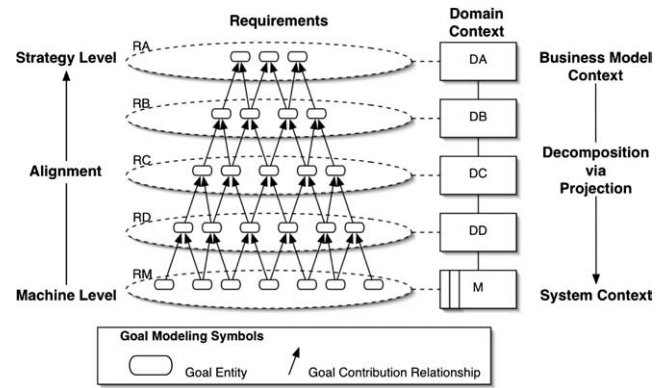 Requirements
Domain
Context
Strategy Level
RA
DA
Business Model
Context
RB
DB
Alignment
RC
DC
Decomposition
via
Projection
RD
DD
Machine Level
RM
M
System Context
Goal Modeling Symbols
Goal Entity
Goal Contribution Relationship